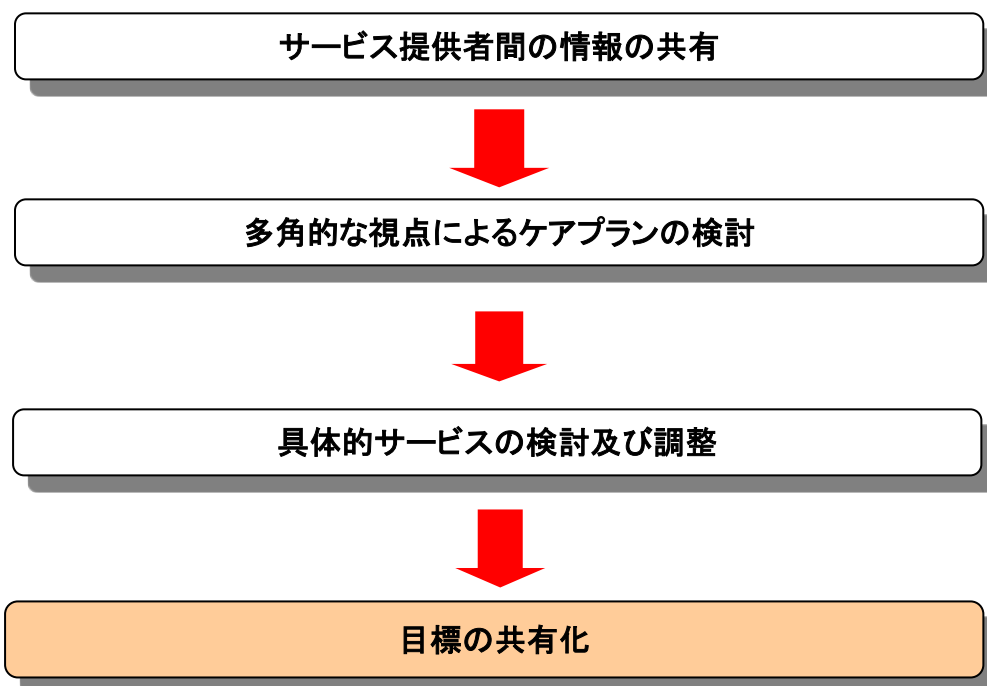 サービス提供者間の情報の共有
多角的な視点によるケアプランの検討
具体的サービスの検討及び調整
目標の共有化